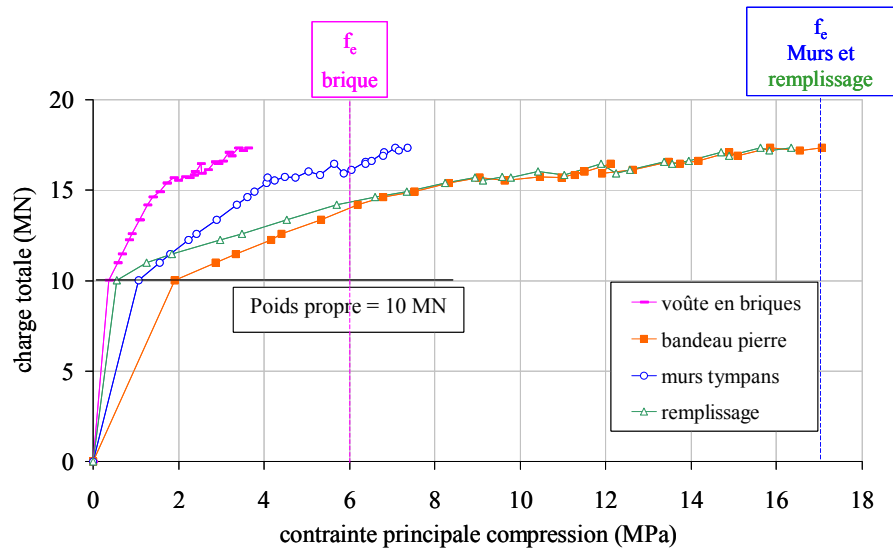 f_e
brique
f_e
Murs et
remplissage
charge totale (MN)
20
15
10
5
0
Poids propre = 10 MN
voûte en briques
bandeau pierre
murs tympans
remplissage
0 2 4 6 8 10 12 14 16 18
contrainte principale compression (MPa)